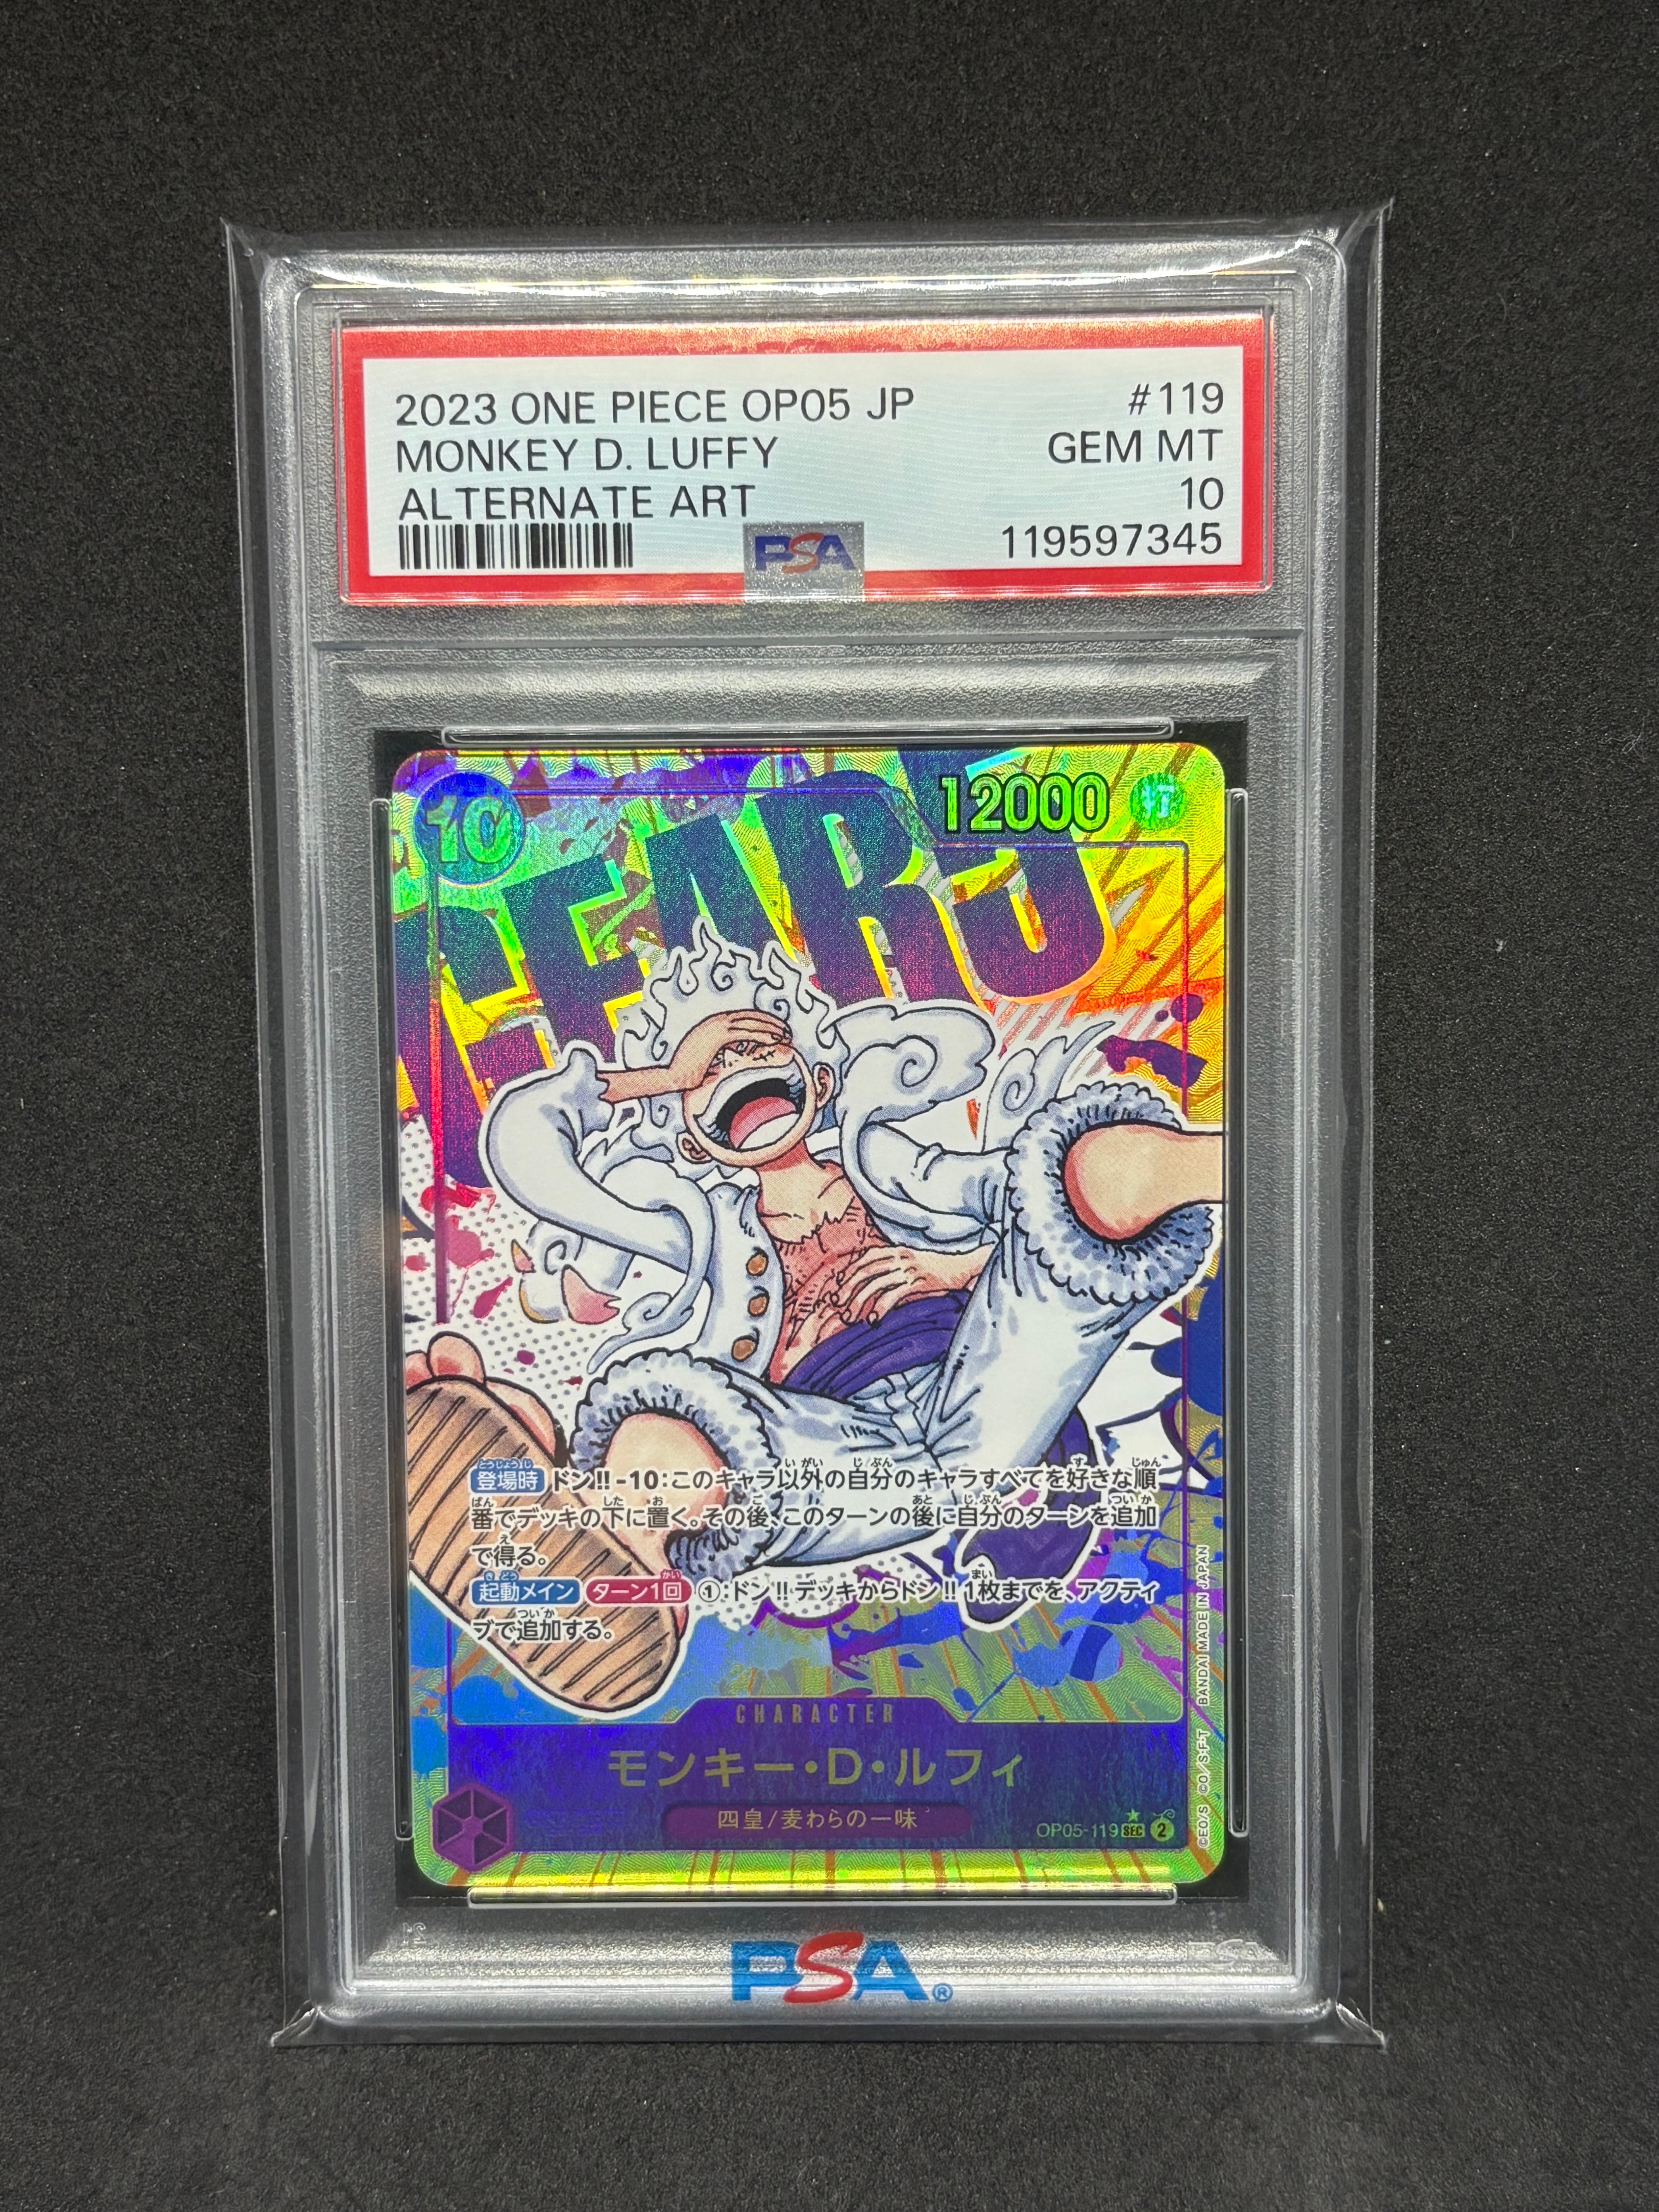 2023 ONE PIECE OP05 JP #119
MONKEY D. LUFFY GEM MT
ALTERNATE ART 10
PSA 119597345
10 12000 打
GEAR5
登場時 ドン!!-10:このキャラ以外の自分のキャラすべてを好きな順
番でデッキの下に置く。その後、このターンの後に自分のターンを追加
で得る。
起動メイン ターン1回 ①:ドン!!デッキからドン!!1枚までを、アクティ
ブで追加する。
CHARACTER
モンキー・D・ルフィ
四皇/麦わらの一味
OP05-119 SEC 2
©EO/S. CO/S·F·T BANDAI MADE IN JAPAN
PSA®